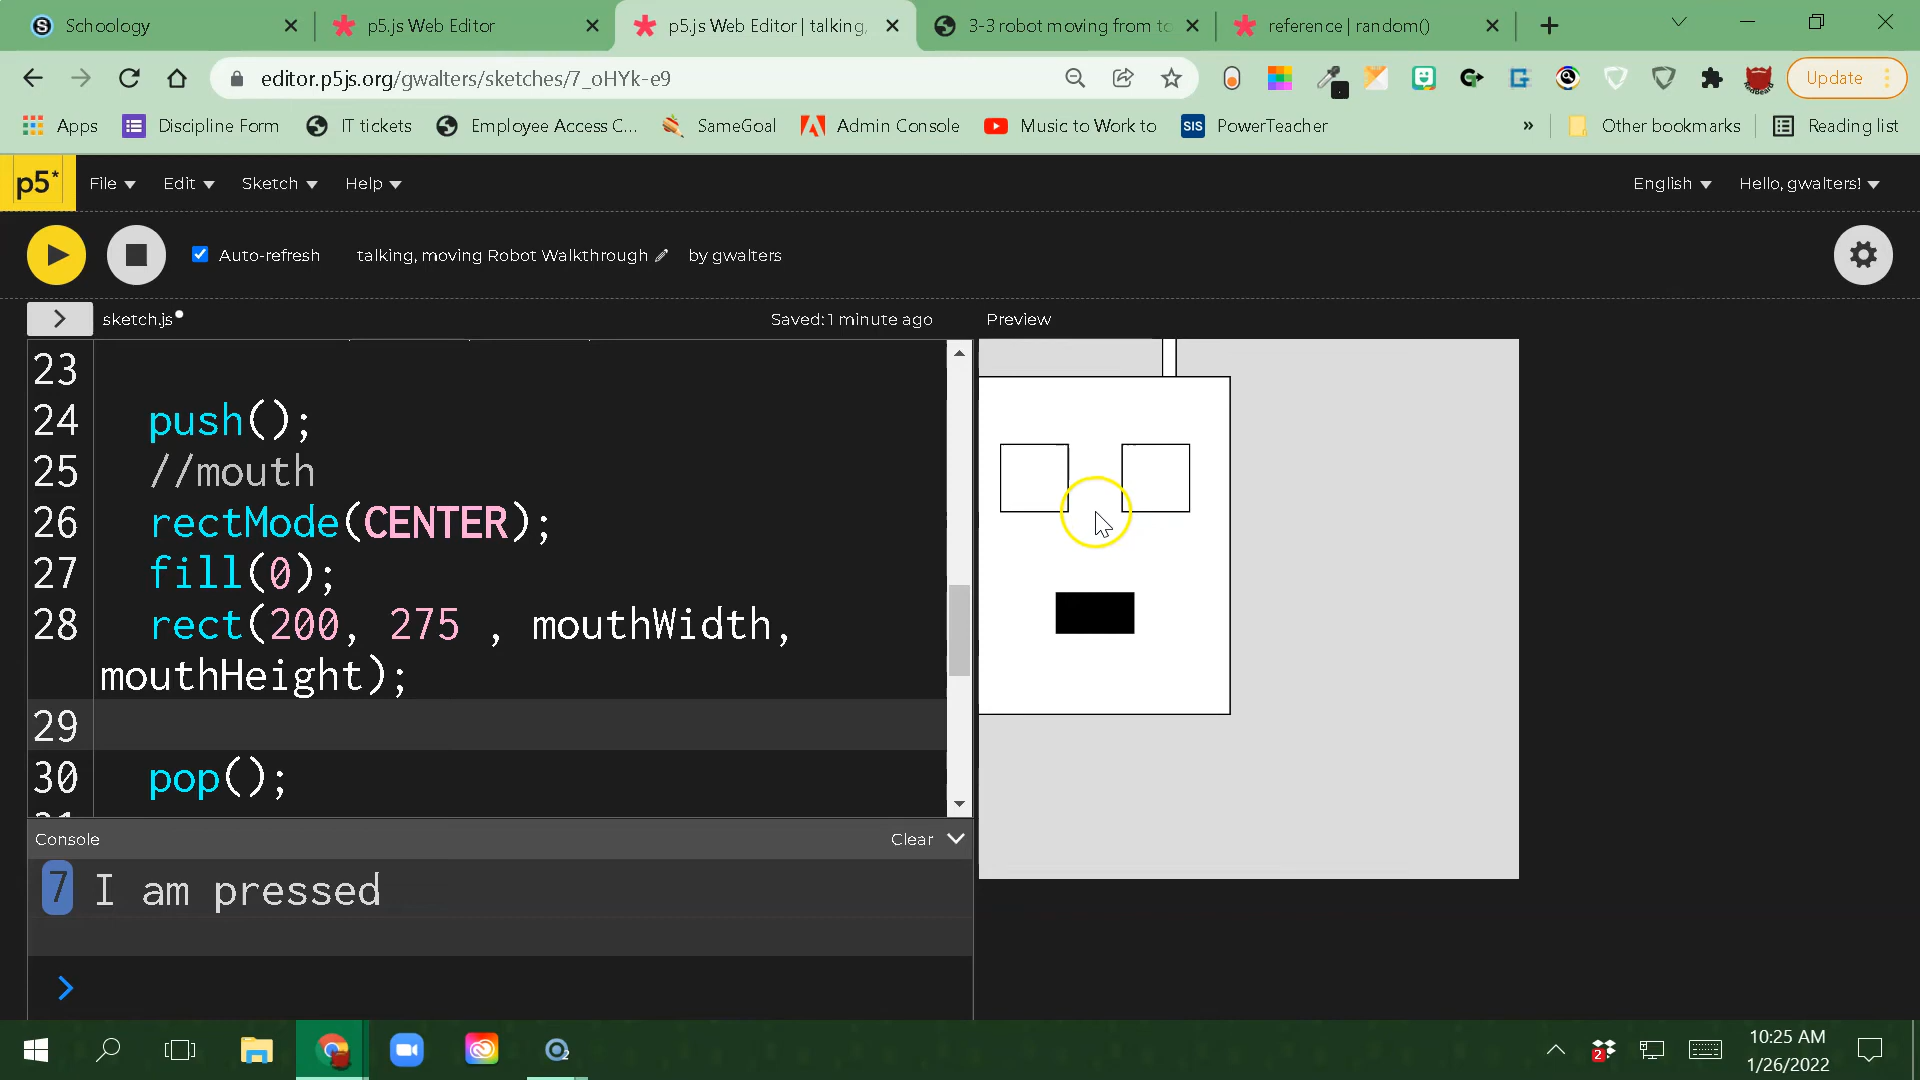 Schoology
p5.js Web Editor
p5.js Web Editor | talking,
3-3 robot moving from to
reference | random()
editor.p5js.org/gwalters/sketches/7_oHYk-e9
Update
Apps
Discipline Form
IT tickets
Employee Access C...
SameGoal
Admin Console
Music to Work to
SIS PowerTeacher
»
Other bookmarks
Reading list
p5*
File
Edit
Sketch
Help
English
Hello, gwalters!
Auto-refresh
talking, moving Robot Walkthrough
by gwalters
sketch.js
Saved: 1 minute ago
Preview
23
24 push();
25 //mouth
26 rectMode(CENTER);
27 fill(0);
28 rect(200, 275 , mouthWidth,
mouthHeight);
29
30 pop();
Console
Clear
7 I am pressed
2
2
10:25 AM
1/26/2022